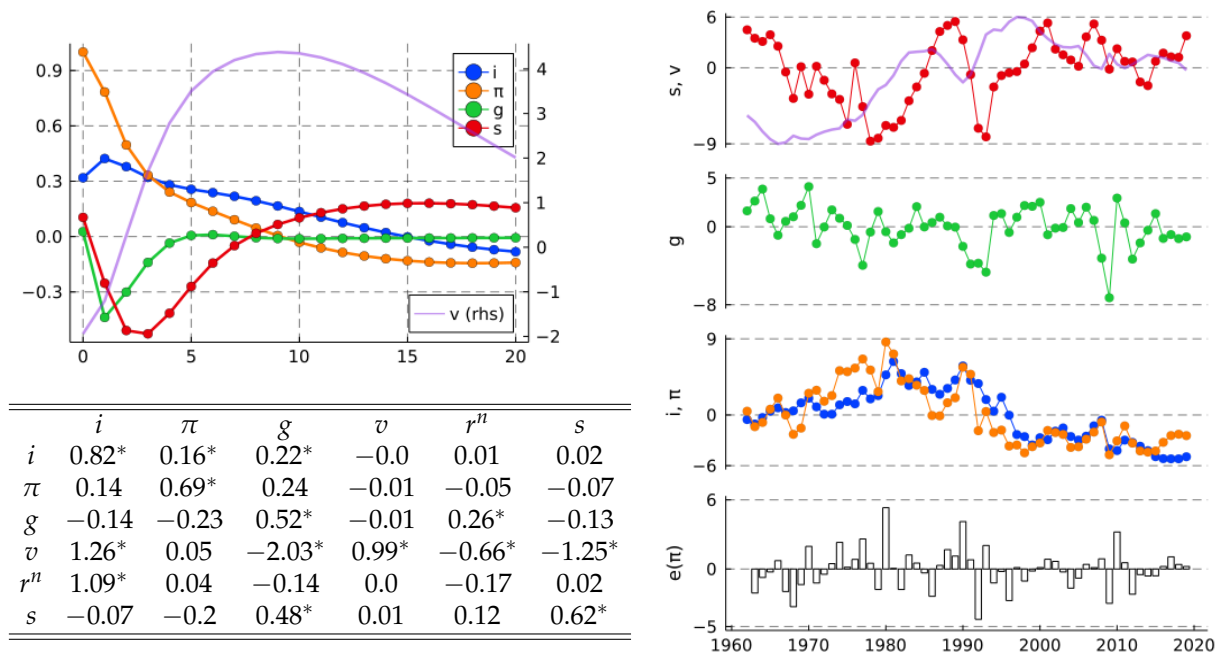 0.9
0.6
0.3
0.0
−0.3
0 5 10 15 20
4
3
2
1
0
−1
−2
i
π
g
s
v (rhs)
i π g v rⁿ s
i 0.82* 0.16* 0.22* −0.0 0.01 0.02
π 0.14 0.69* 0.24 −0.01 −0.05 −0.07
g −0.14 −0.23 0.52* −0.01 0.26* −0.13
v 1.26* 0.05 −2.03* 0.99* −0.66* −1.25*
rⁿ 1.09* 0.04 −0.14 0.0 −0.17 0.02
s −0.07 −0.2 0.48* 0.01 0.12 0.62*
s, v
6
0
−9
g
5
0
−8
i, π
9
0
−6
e(π)
6
0
−5
1960 1970 1980 1990 2000 2010 2020